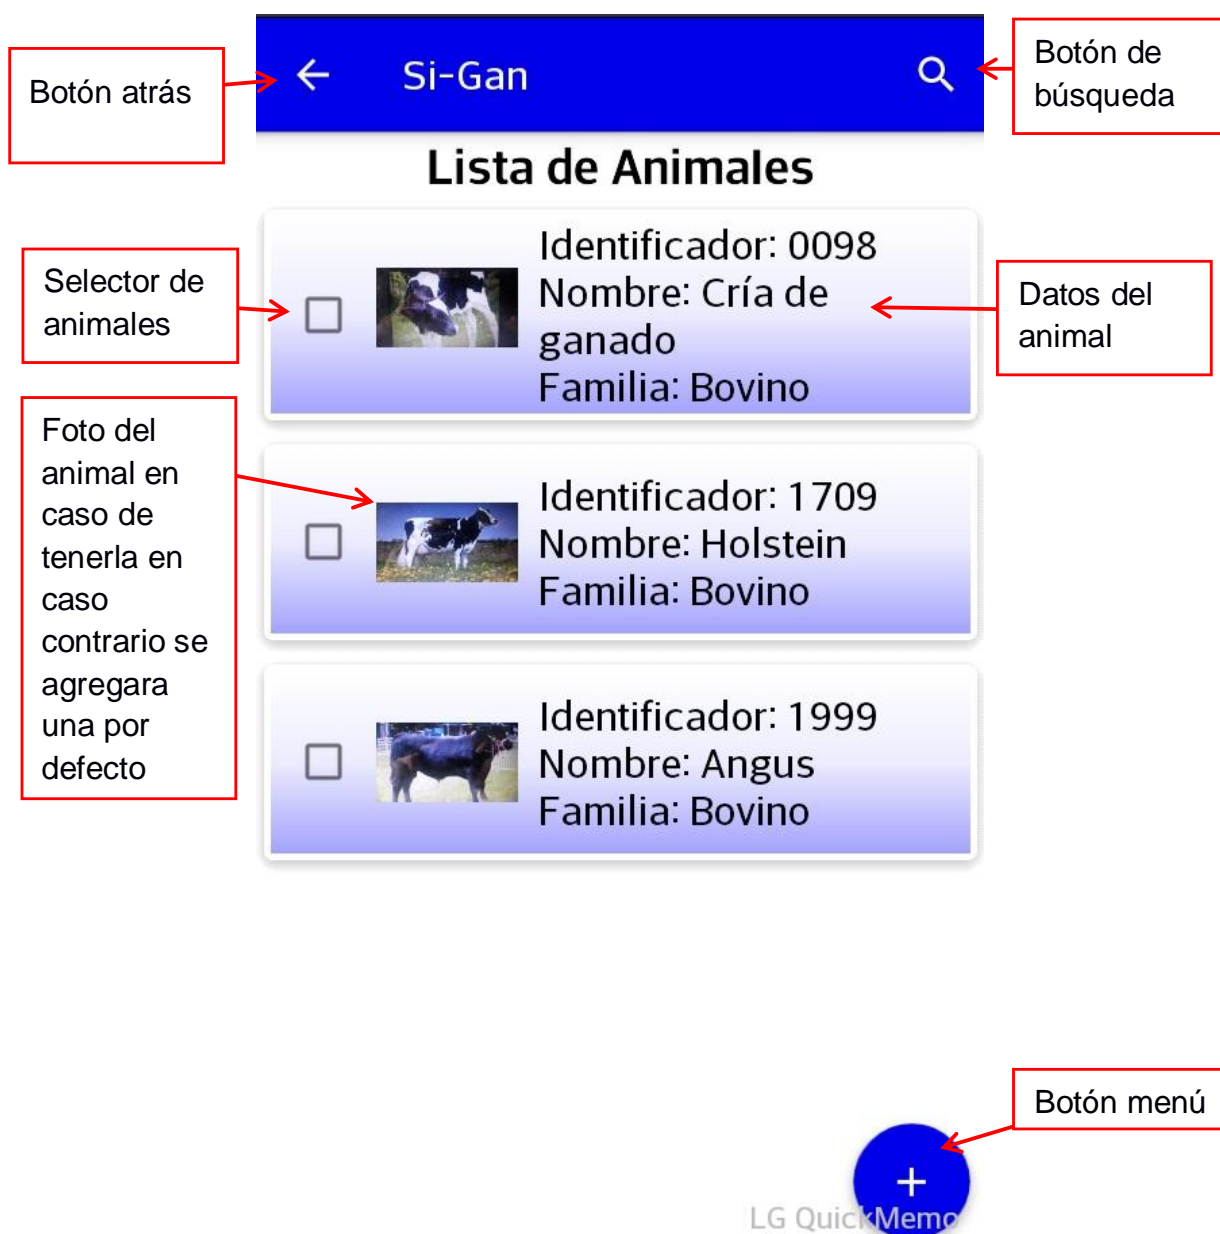 Botón atrás
Si-Gan
Botón de
búsqueda
Lista de Animales
Selector de
animales
Identificador: 0098
Nombre: Cría de
ganado
Familia: Bovino
Datos del
animal
Foto del
animal en
caso de
tenerla en
caso
contrario se
agregara
una por
defecto
Identificador: 1709
Nombre: Holstein
Familia: Bovino
Identificador: 1999
Nombre: Angus
Familia: Bovino
Botón menú
+
LG QuickMemo